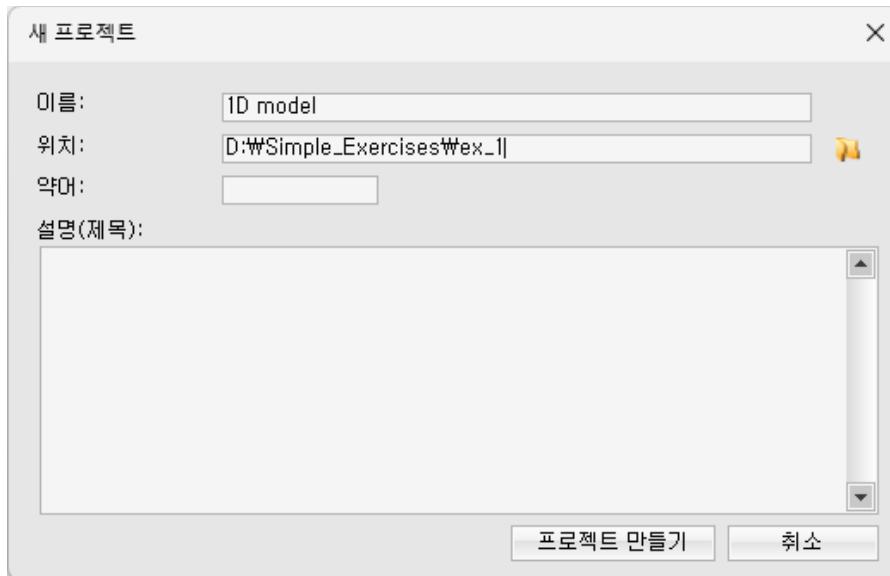 새 프로젝트
이름: 1D model
위치: D:₩Simple_Exercises₩ex_1
약어:
설명(제목):
프로젝트 만들기 취소